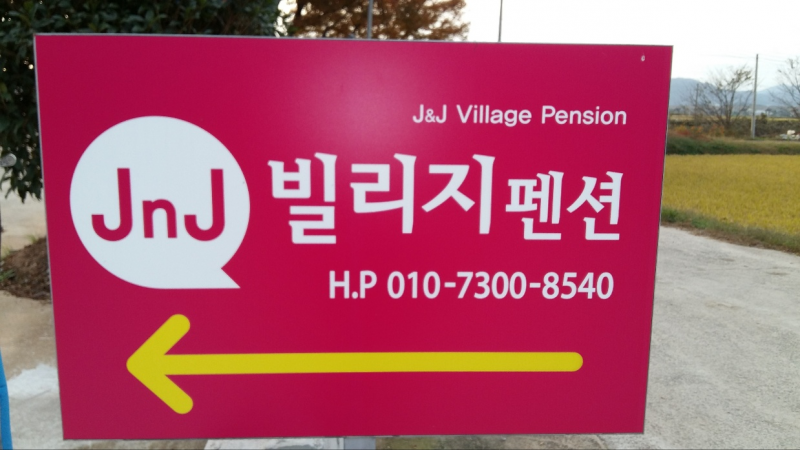 J&J Village Pension
JnJ 빌리지펜션
H.P 010-7300-8540